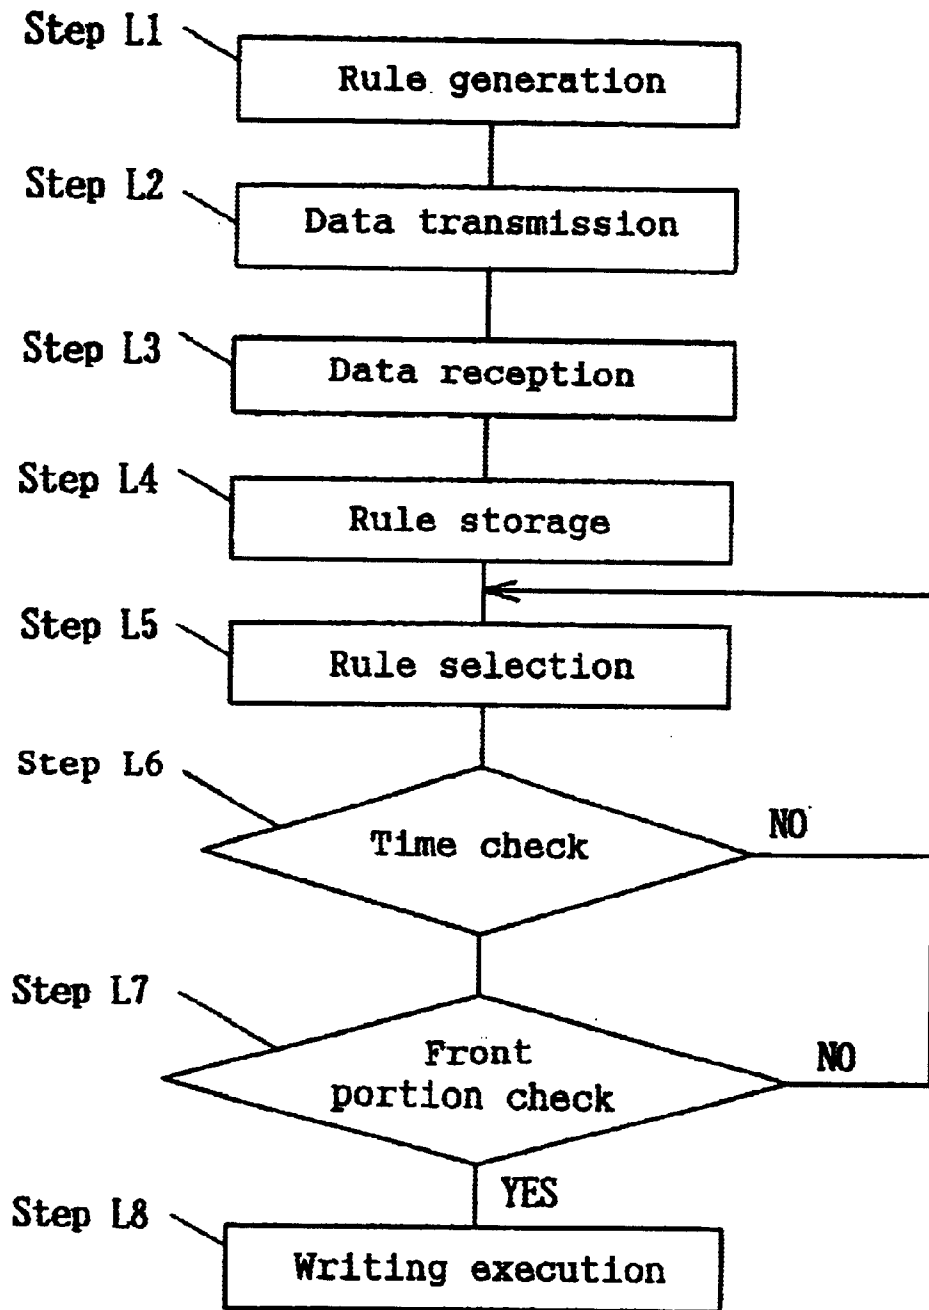 Step L1
Rule generation
Step L2
Data transmission
Step L3
Data reception
Step L4
Rule storage
Step L5
Rule selection
Step L6
Time check
NO
Step L7
Front
portion check
NO
YES
Step L8
Writing execution